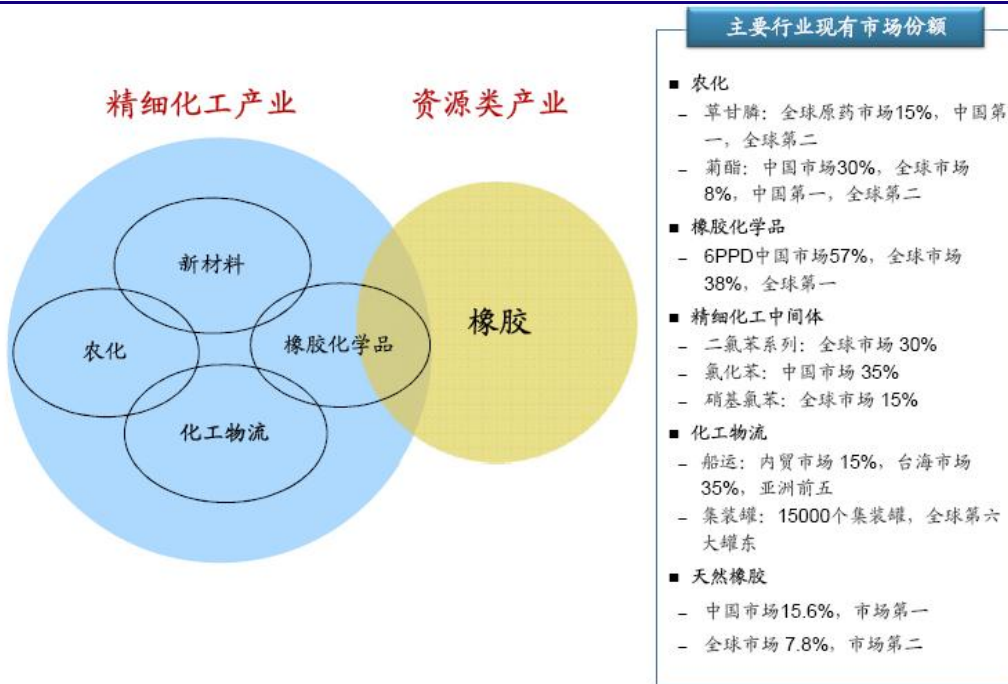 精细化工产业
资源类产业
新材料
农化
橡胶化学品
化工物流
橡胶
主要行业现有市场份额
■ 农化
- 草甘膦：全球原药市场15%，中国第
一，全球第二
- 菊酯：中国市场30%，全球市场
8%，中国第一，全球第二
■ 橡胶化学品
- 6PPD中国市场57%，全球市场
38%，全球第一
■ 精细化工中间体
- 二氯苯系列：全球市场 30%
- 氯化苯：中国市场 35%
- 硝基氯苯：全球市场 15%
■ 化工物流
- 船运：内贸市场 15%，台海市场
35%，亚洲前五
- 集装罐：15000个集装罐，全球第六
大罐东
■ 天然橡胶
- 中国市场15.6%，市场第一
- 全球市场 7.8%，市场第二